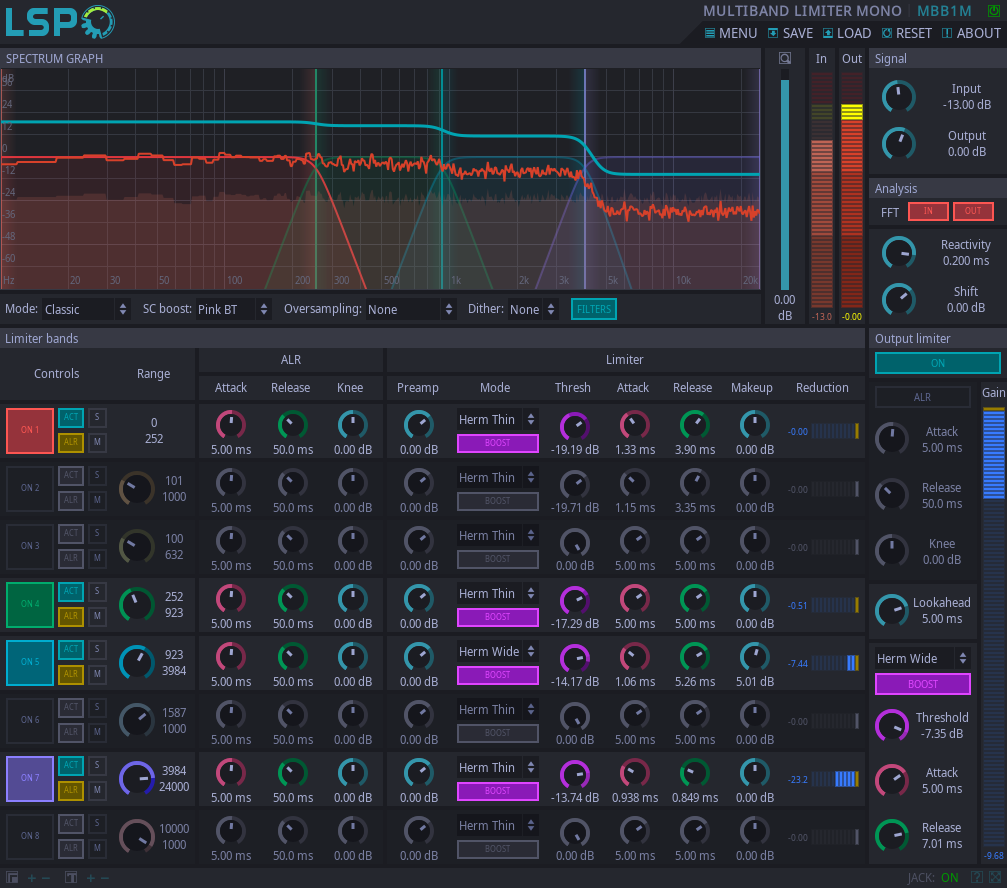 LSP
MULTIBAND LIMITER MONO MBB1M
MENU SAVE LOAD RESET ABOUT
SPECTRUM GRAPH
In Out
Signal
Input
-13.00 dB
Output
0.00 dB
Analysis
FFT IN OUT
Reactivity
0.200 ms
Shift
0.00 dB
dB
36
24
12
0
-12
-24
-36
-48
-60
Hz 20 30 50 100 200 300 500 1k 2k 3k 5k 10k 20k
0.00
dB
-13.0 -0.00
Mode: Classic SC boost: Pink BT Oversampling: None Dither: None FILTERS
Limiter bands
Controls Range
ALR
Attack Release Knee
Limiter
Preamp Mode Thresh Attack Release Makeup Reduction
ON 1 ACT S ALR M 0 252
5.00 ms 50.0 ms 0.00 dB 0.00 dB Herm Thin BOOST -19.19 dB 1.33 ms 3.90 ms 0.00 dB -0.00
ON 2 ACT S ALR M 101 1000
5.00 ms 50.0 ms 0.00 dB 0.00 dB Herm Thin BOOST -19.71 dB 1.15 ms 3.35 ms 0.00 dB -0.00
ON 3 ACT S ALR M 100 632
5.00 ms 50.0 ms 0.00 dB 0.00 dB Herm Thin BOOST 0.00 dB 5.00 ms 5.00 ms 0.00 dB -0.00
ON 4 ACT S ALR M 252 923
5.00 ms 50.0 ms 0.00 dB 0.00 dB Herm Thin BOOST -17.29 dB 5.00 ms 5.00 ms 0.00 dB -0.51
ON 5 ACT S ALR M 923 3984
5.00 ms 50.0 ms 0.00 dB 0.00 dB Herm Wide BOOST -14.17 dB 1.06 ms 5.26 ms 5.01 dB -7.44
ON 6 ACT S ALR M 1587 1000
5.00 ms 50.0 ms 0.00 dB 0.00 dB Herm Thin BOOST 0.00 dB 5.00 ms 5.00 ms 0.00 dB -0.00
ON 7 ACT S ALR M 3984 24000
5.00 ms 50.0 ms 0.00 dB 0.00 dB Herm Thin BOOST -13.74 dB 0.938 ms 0.849 ms 0.00 dB -23.2
ON 8 ACT S ALR M 10000 1000
5.00 ms 50.0 ms 0.00 dB 0.00 dB Herm Thin BOOST 0.00 dB 5.00 ms 5.00 ms 0.00 dB -0.00
Output limiter
ON
ALR
Gain
Attack
5.00 ms
Release
50.0 ms
Knee
0.00 dB
Lookahead
5.00 ms
Herm Wide
BOOST
Threshold
-7.35 dB
Attack
5.00 ms
Release
7.01 ms
-9.68
JACK: ON